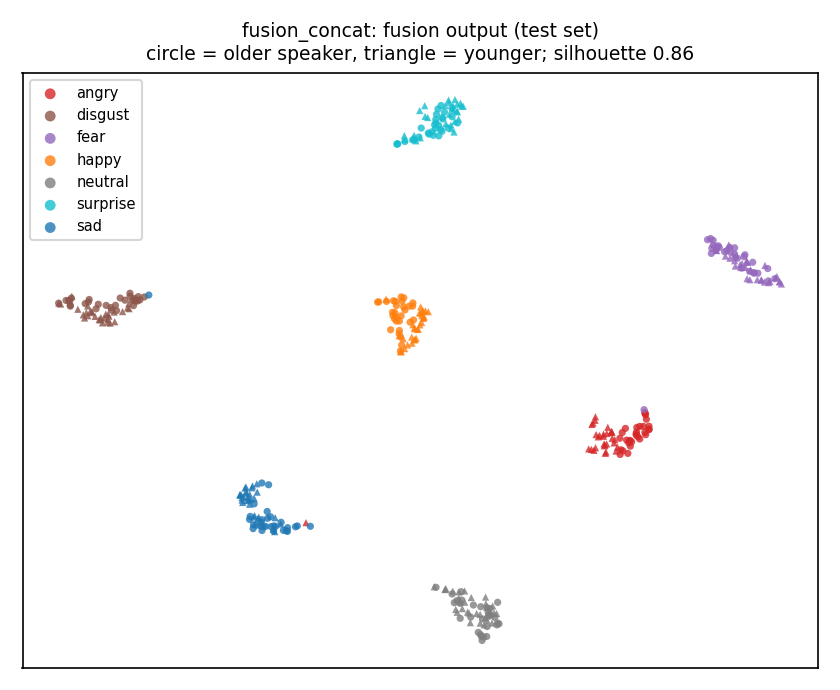 fusion_concat: fusion output (test set)
circle = older speaker, triangle = younger; silhouette 0.86
angry
disgust
fear
happy
neutral
surprise
sad